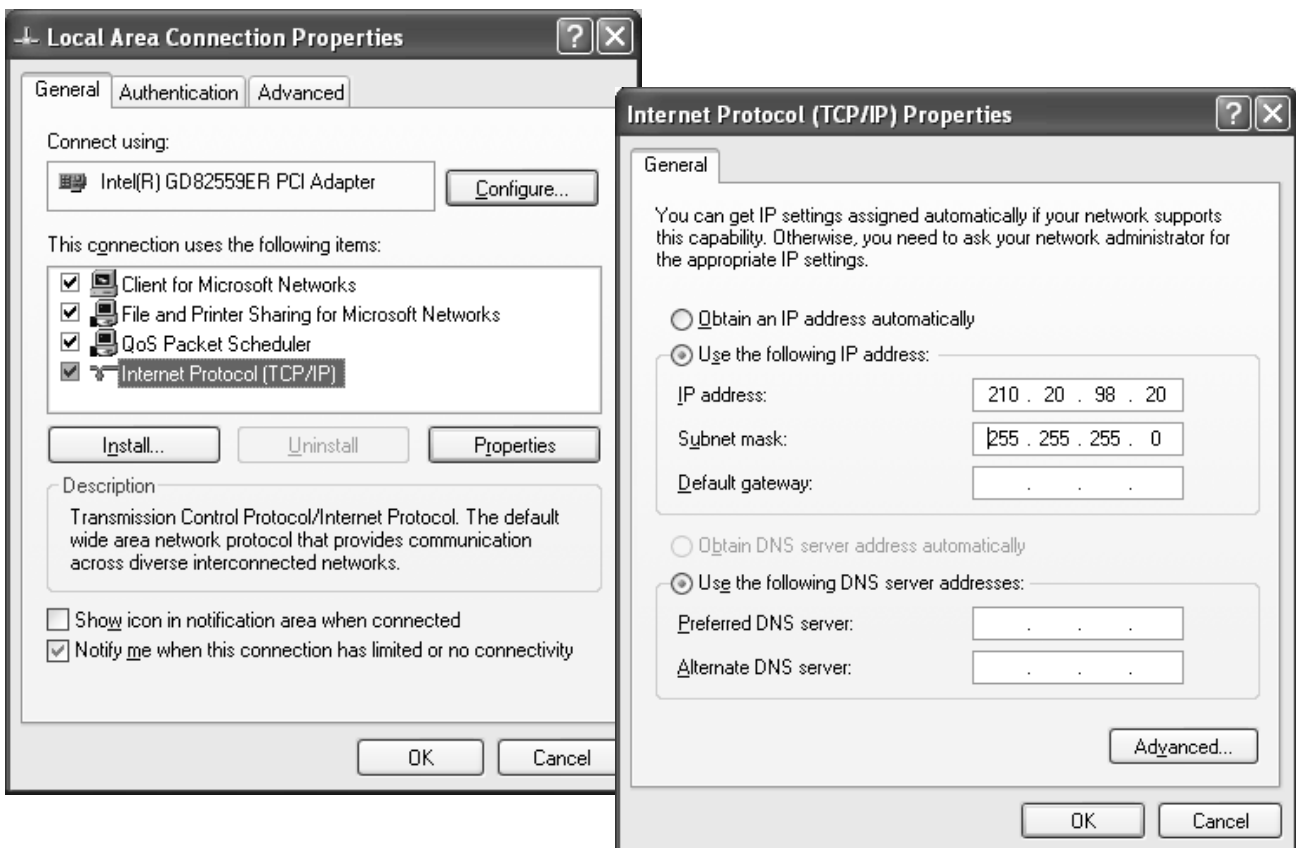 Local Area Connection Properties
General
Authentication
Advanced
Connect using:
Intel(R) GD82559ER PCI Adapter
Configure...
This connection uses the following items:
Client for Microsoft Networks
File and Printer Sharing for Microsoft Networks
QoS Packet Scheduler
Internet Protocol (TCP/IP)
Install...
Uninstall
Properties
Description
Transmission Control Protocol/Internet Protocol. The default
wide area network protocol that provides communication
across diverse interconnected networks.
Show icon in notification area when connected
Notify me when this connection has limited or no connectivity
OK
Cancel
Internet Protocol (TCP/IP) Properties
General
You can get IP settings assigned automatically if your network supports
this capability. Otherwise, you need to ask your network administrator for
the appropriate IP settings.
Obtain an IP address automatically
Use the following IP address:
IP address:
210 . 20 . 98 . 20
Subnet mask:
255 . 255 . 255 . 0
Default gateway:
. . .
Obtain DNS server address automatically
Use the following DNS server addresses:
Preferred DNS server:
. . .
Alternate DNS server:
. . .
Advanced...
OK
Cancel